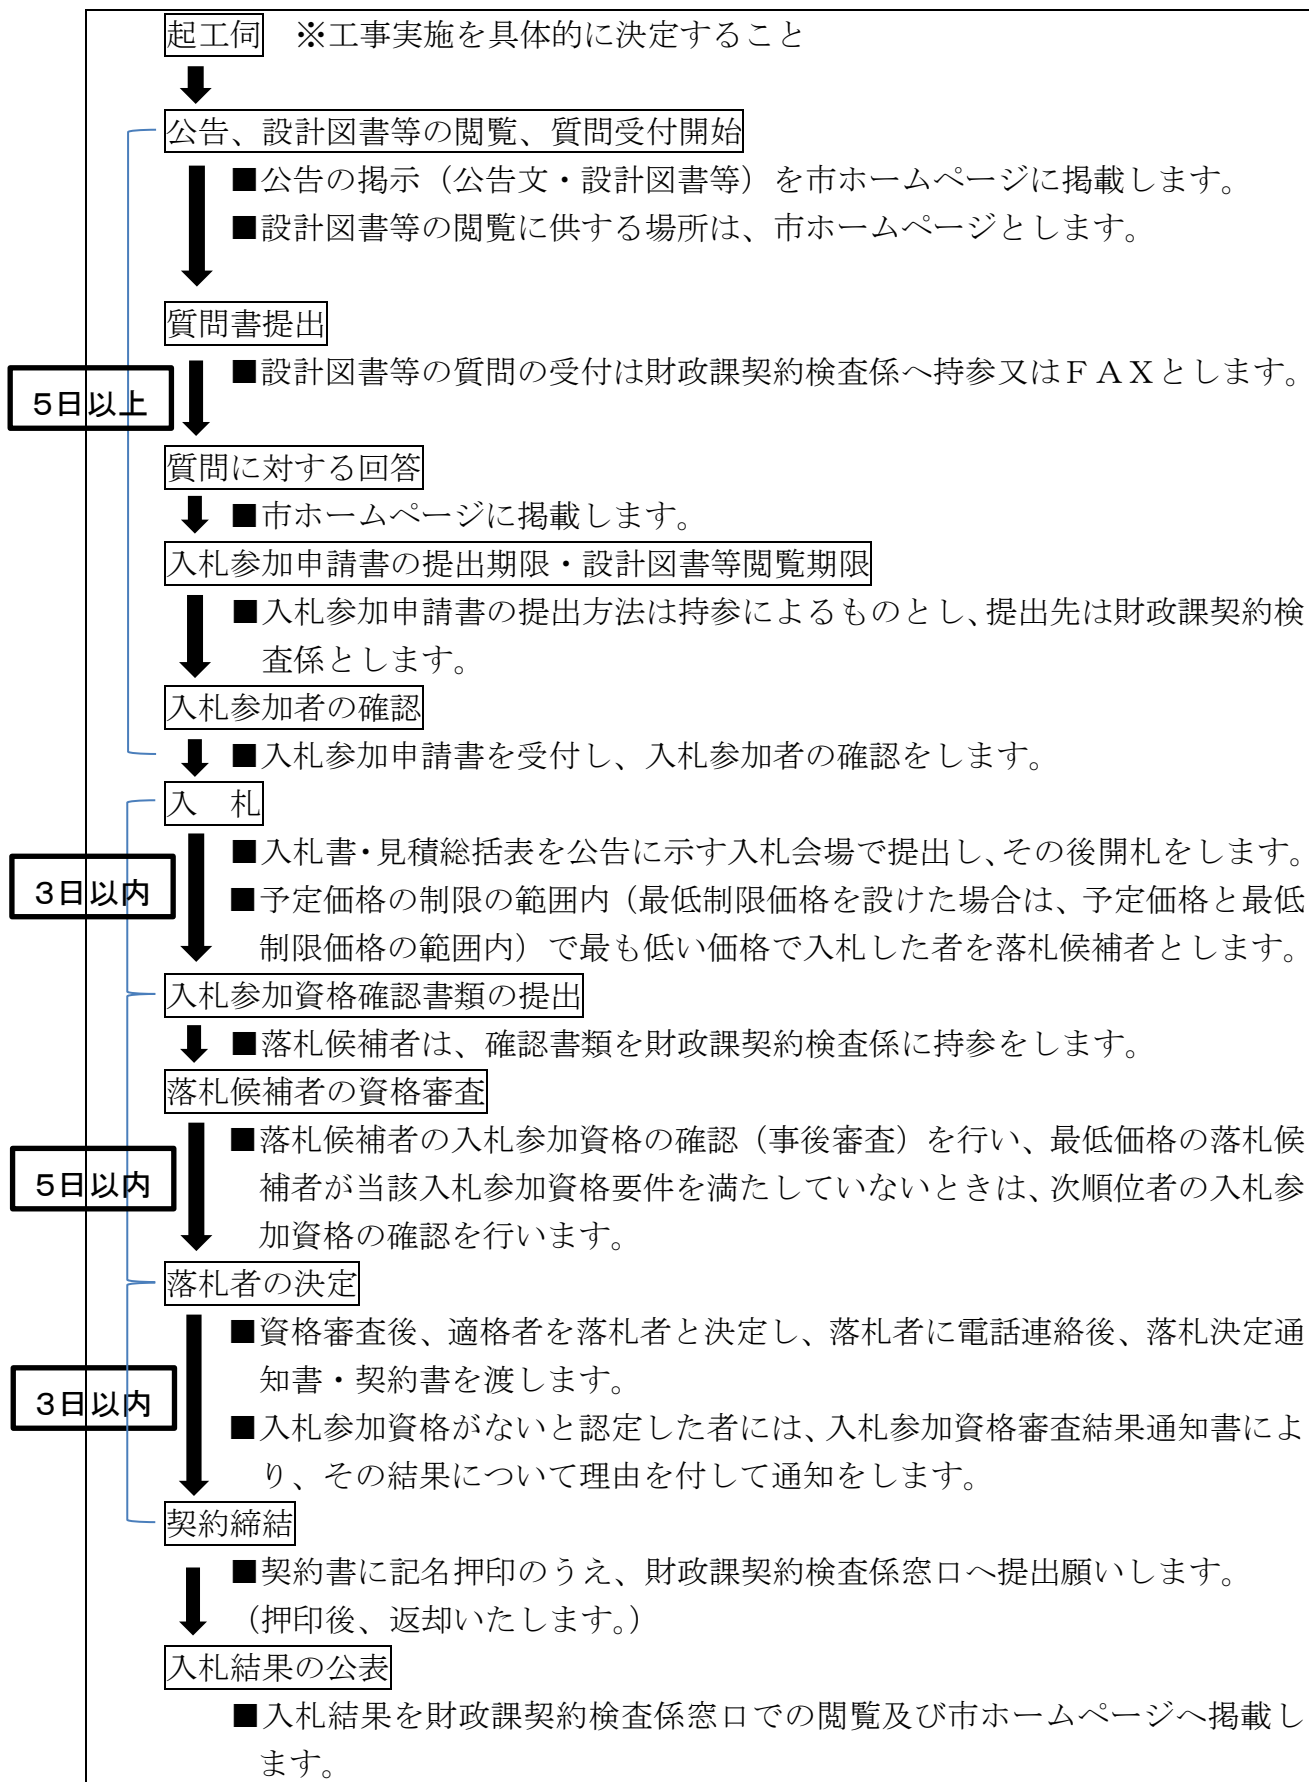 起工伺　※工事実施を具体的に決定すること
公告、設計図書等の閲覧、質問受付開始
■公告の掲示（公告文・設計図書等）を市ホームページに掲載します。
■設計図書等の閲覧に供する場所は、市ホームページとします。
質問書提出
■設計図書等の質問の受付は財政課契約検査係へ持参又はＦＡＸとします。
5日以上
質問に対する回答
■市ホームページに掲載します。
入札参加申請書の提出期限・設計図書等閲覧期限
■入札参加申請書の提出方法は持参によるものとし、提出先は財政課契約検
査係とします。
入札参加者の確認
■入札参加申請書を受付し、入札参加者の確認をします。
入　札
■入札書・見積総括表を公告に示す入札会場で提出し、その後開札をします。
3日以内
■予定価格の制限の範囲内（最低制限価格を設けた場合は、予定価格と最低
制限価格の範囲内）で最も低い価格で入札した者を落札候補者とします。
入札参加資格確認書類の提出
■落札候補者は、確認書類を財政課契約検査係に持参をします。
落札候補者の資格審査
■落札候補者の入札参加資格の確認（事後審査）を行い、最低価格の落札候
5日以内
補者が当該入札参加資格要件を満たしていないときは、次順位者の入札参
加資格の確認を行います。
落札者の決定
■資格審査後、適格者を落札者と決定し、落札者に電話連絡後、落札決定通
知書・契約書を渡します。
3日以内
■入札参加資格がないと認定した者には、入札参加資格審査結果通知書によ
り、その結果について理由を付して通知をします。
契約締結
■契約書に記名押印のうえ、財政課契約検査係窓口へ提出願いします。
（押印後、返却いたします。）
入札結果の公表
■入札結果を財政課契約検査係窓口での閲覧及び市ホームページへ掲載し
ます。